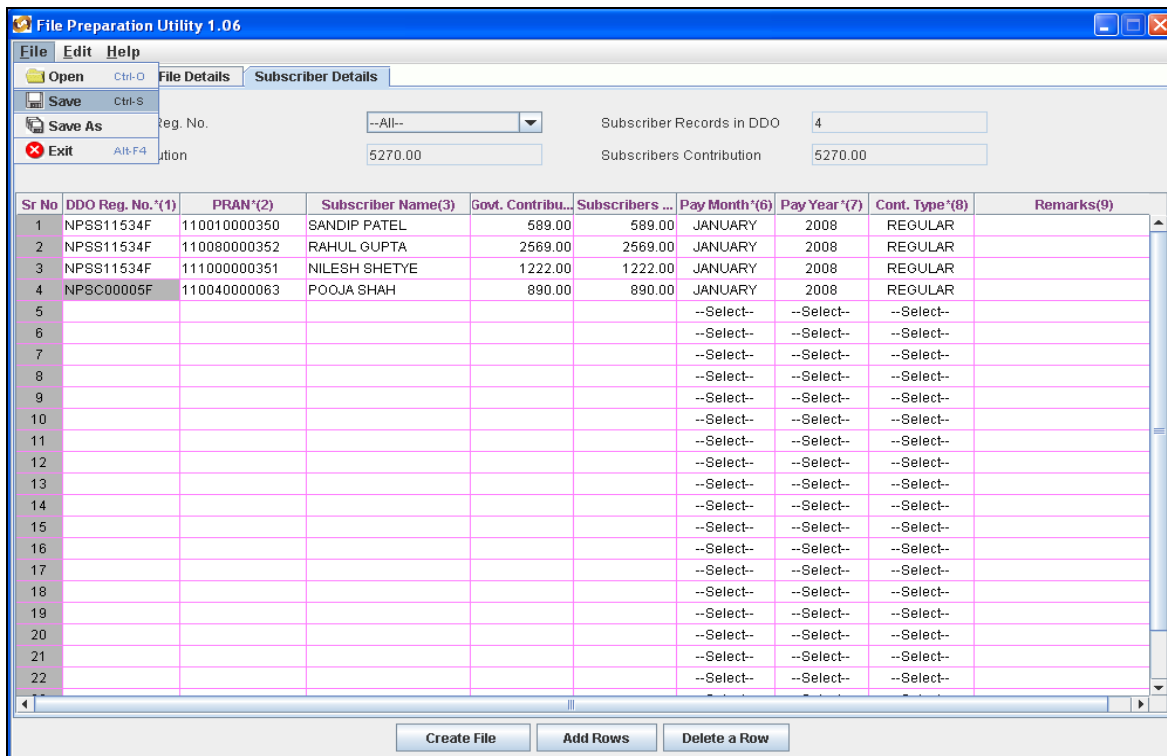 File Preparation Utility 1.06
File Edit Help
Open Ctrl-O File Details Subscriber Details
Save Ctrl-S
Save As Reg. No. --All-- Subscriber Records in DDO 4
Exit Alt-F4 ution 5270.00 Subscribers Contribution 5270.00
Sr No DDO Reg. No.*(1) PRAN*(2) Subscriber Name(3) Govt. Contribu... Subscribers ... Pay Month*(6) Pay Year*(7) Cont. Type*(8) Remarks(9)
1 NPSS11534F 110010000350 SANDIP PATEL 589.00 589.00 JANUARY 2008 REGULAR
2 NPSS11534F 110080000352 RAHUL GUPTA 2569.00 2569.00 JANUARY 2008 REGULAR
3 NPSS11534F 111000000351 NILESH SHETYE 1222.00 1222.00 JANUARY 2008 REGULAR
4 NPSC00005F 110040000063 POOJA SHAH 890.00 890.00 JANUARY 2008 REGULAR
5 --Select-- --Select-- --Select--
6 --Select-- --Select-- --Select--
7 --Select-- --Select-- --Select--
8 --Select-- --Select-- --Select--
9 --Select-- --Select-- --Select--
10 --Select-- --Select-- --Select--
11 --Select-- --Select-- --Select--
12 --Select-- --Select-- --Select--
13 --Select-- --Select-- --Select--
14 --Select-- --Select-- --Select--
15 --Select-- --Select-- --Select--
16 --Select-- --Select-- --Select--
17 --Select-- --Select-- --Select--
18 --Select-- --Select-- --Select--
19 --Select-- --Select-- --Select--
20 --Select-- --Select-- --Select--
21 --Select-- --Select-- --Select--
22 --Select-- --Select-- --Select--
Create File Add Rows Delete a Row